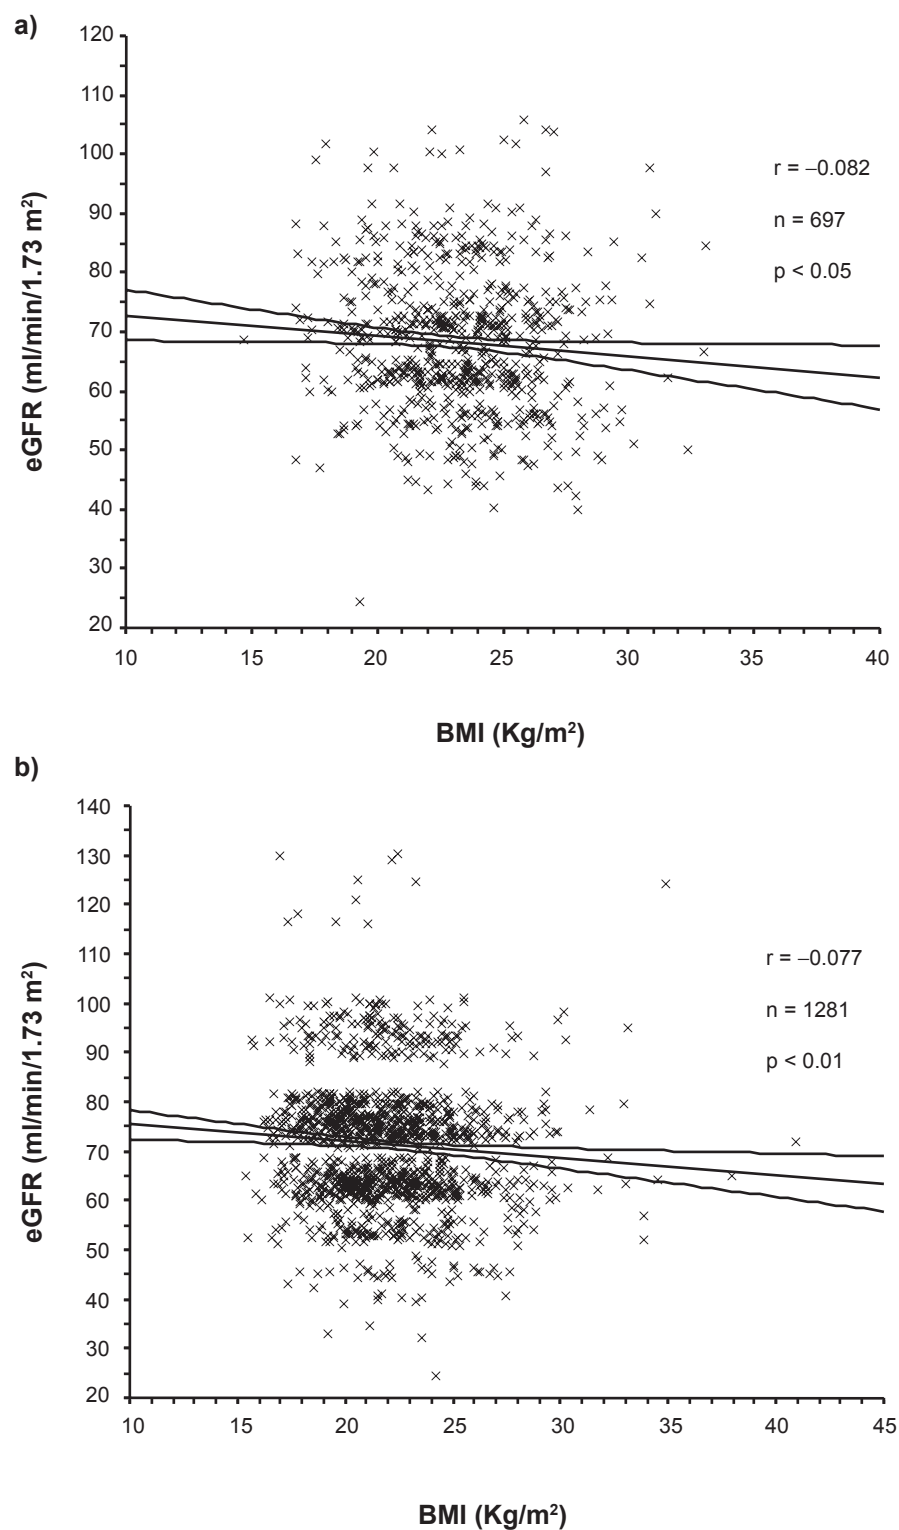 a)
120
110
100
90
80
70
60
50
40
30
20
eGFR (ml/min/1.73 m²)
r = −0.082
n = 697
p < 0.05
10 15 20 25 30 35 40
BMI (Kg/m²)
b)
140
130
120
110
100
90
80
70
60
50
40
30
20
eGFR (ml/min/1.73 m²)
r = −0.077
n = 1281
p < 0.01
10 15 20 25 30 35 40 45
BMI (Kg/m²)